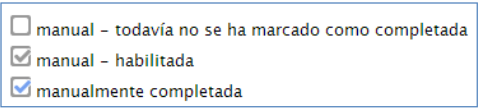 manual – todavía no se ha marcado como completada
manual – habilitada
manualmente completada